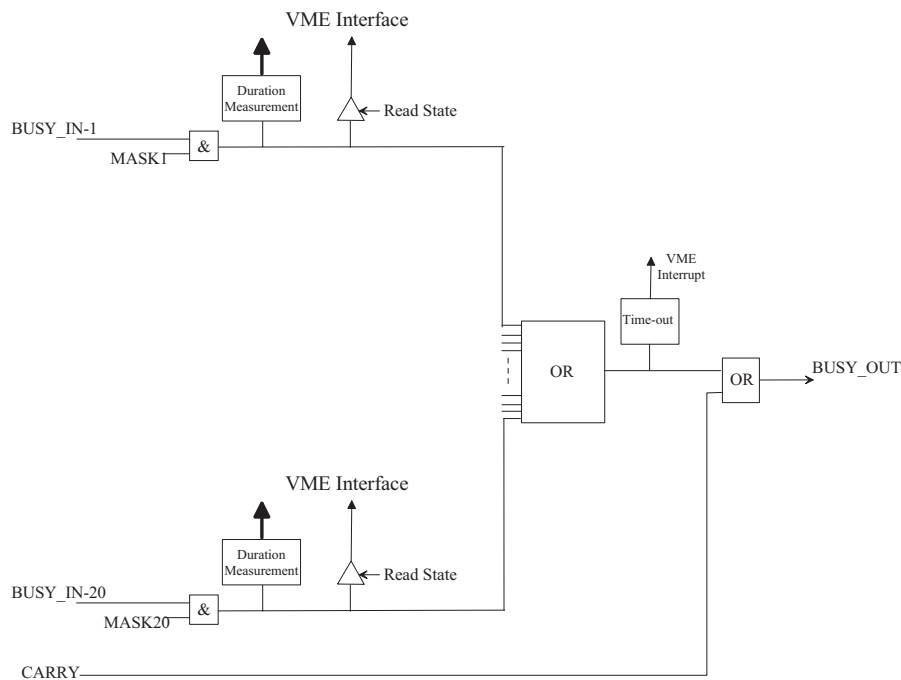 VME Interface
Duration
Measurement
Read State
BUSY_IN-1
&
MASK1
VME
Interrupt
Time-out
OR
OR
BUSY_OUT
VME Interface
Duration
Measurement
Read State
BUSY_IN-20
&
MASK20
CARRY